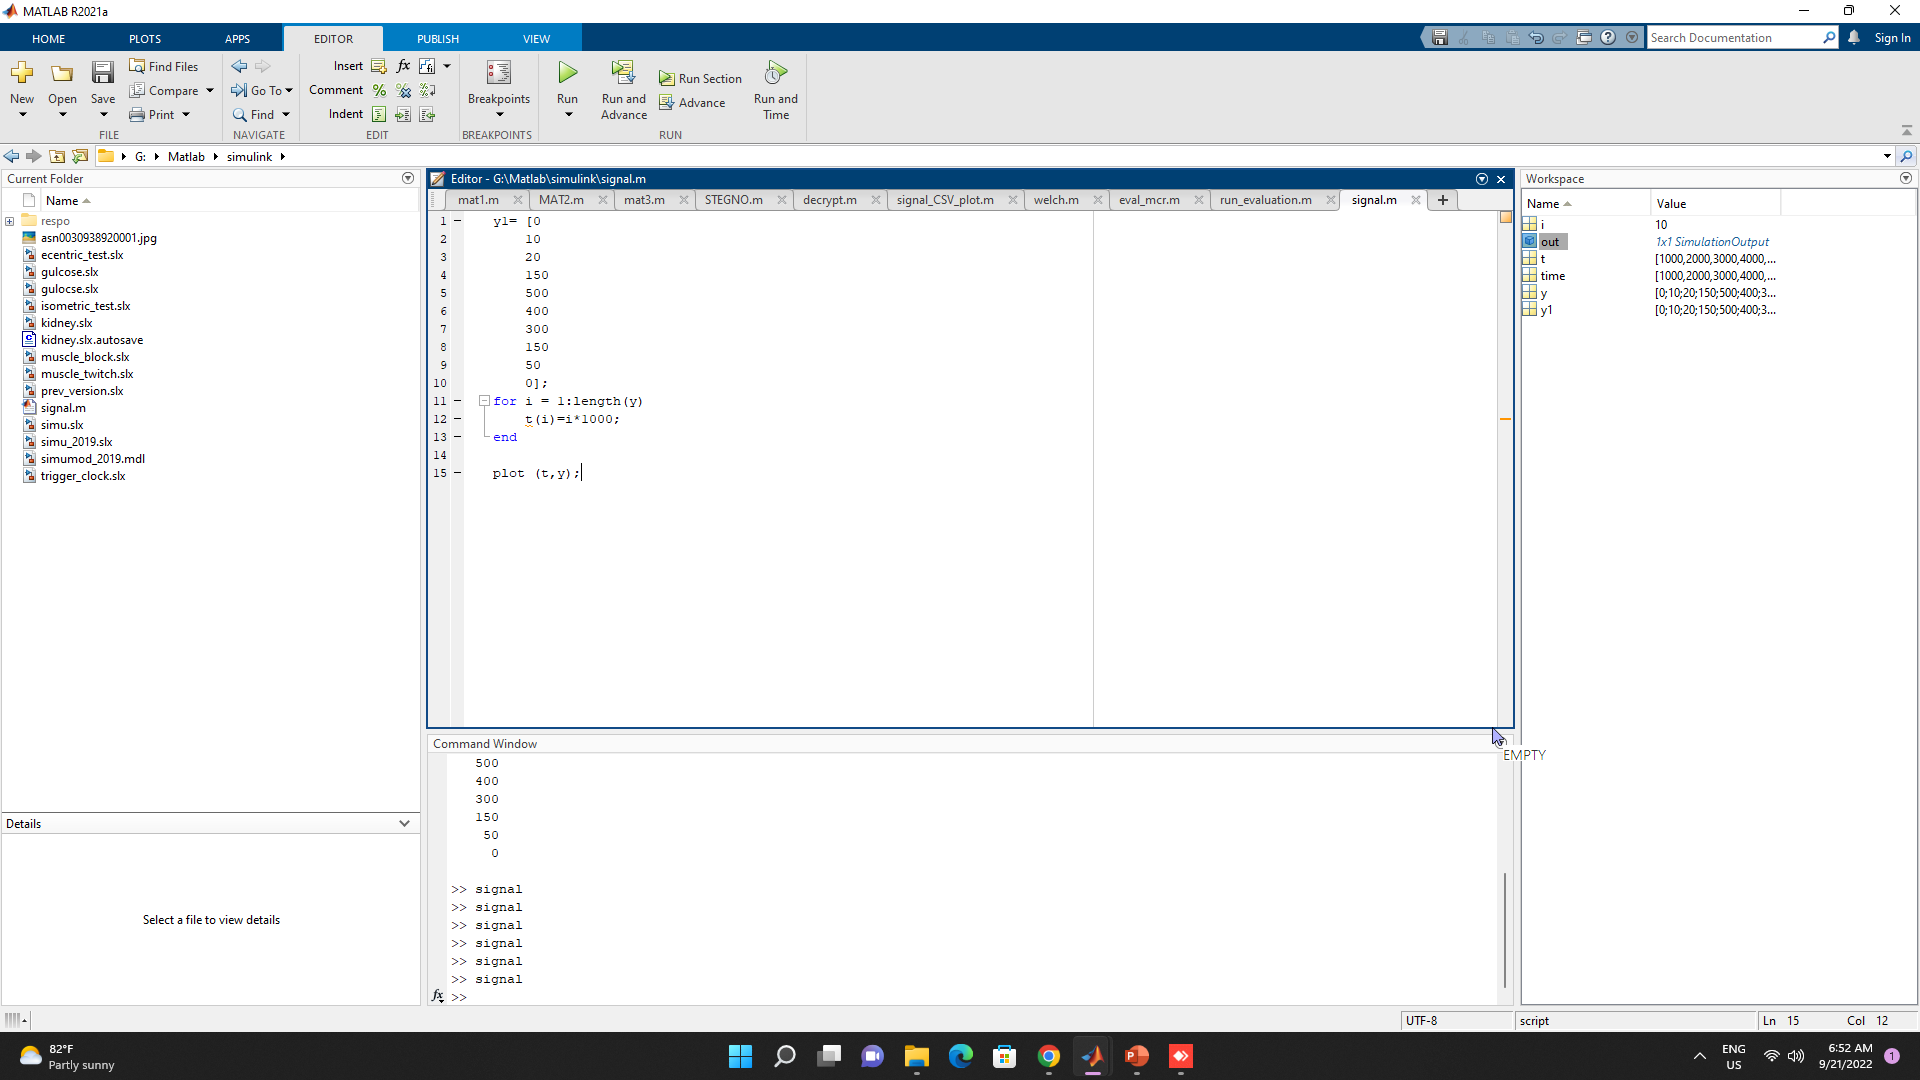 MATLAB R2021a
HOME PLOTS APPS EDITOR PUBLISH VIEW
Search Documentation
Sign In
New
Open
Save
Find Files
Compare
Print
FILE
Go To
Find
NAVIGATE
Insert
fx
Comment
Indent
EDIT
Breakpoints
BREAKPOINTS
Run
Run and Advance
Run Section
Advance
Run and Time
RUN
G: Matlab simulink
Current Folder
Name
respo
asn0030938920001.jpg
ecentric_test.slx
gulcose.slx
gulocse.slx
isometric_test.slx
kidney.slx
kidney.slx.autosave
muscle_block.slx
muscle_twitch.slx
prev_version.slx
signal.m
simu.slx
simu_2019.slx
simumod_2019.mdl
trigger_clock.slx
Details
Select a file to view details
Editor - G:\Matlab\simulink\signal.m
mat1.m MAT2.m mat3.m STEGNO.m decrypt.m signal_CSV_plot.m welch.m eval_mcr.m run_evaluation.m signal.m
1 y1= [0
2 10
3 20
4 150
5 500
6 400
7 300
8 150
9 50
10 0];
11 for i = 1:length(y)
12 t(i)=i*1000;
13 end
14
15 plot (t,y);
Command Window
500
400
300
150
50
0
>> signal
>> signal
>> signal
>> signal
>> signal
>> signal
fx >>
EMPTY
Workspace
Name Value
i 10
out 1x1 SimulationOutput
t [1000,2000,3000,4000,...
time [1000,2000,3000,4000,...
y [0;10;20;150;500;400;3...
y1 [0;10;20;150;500;400;3...
UTF-8 script Ln 15 Col 12
82°F
Partly sunny
ENG
US
6:52 AM
9/21/2022
1